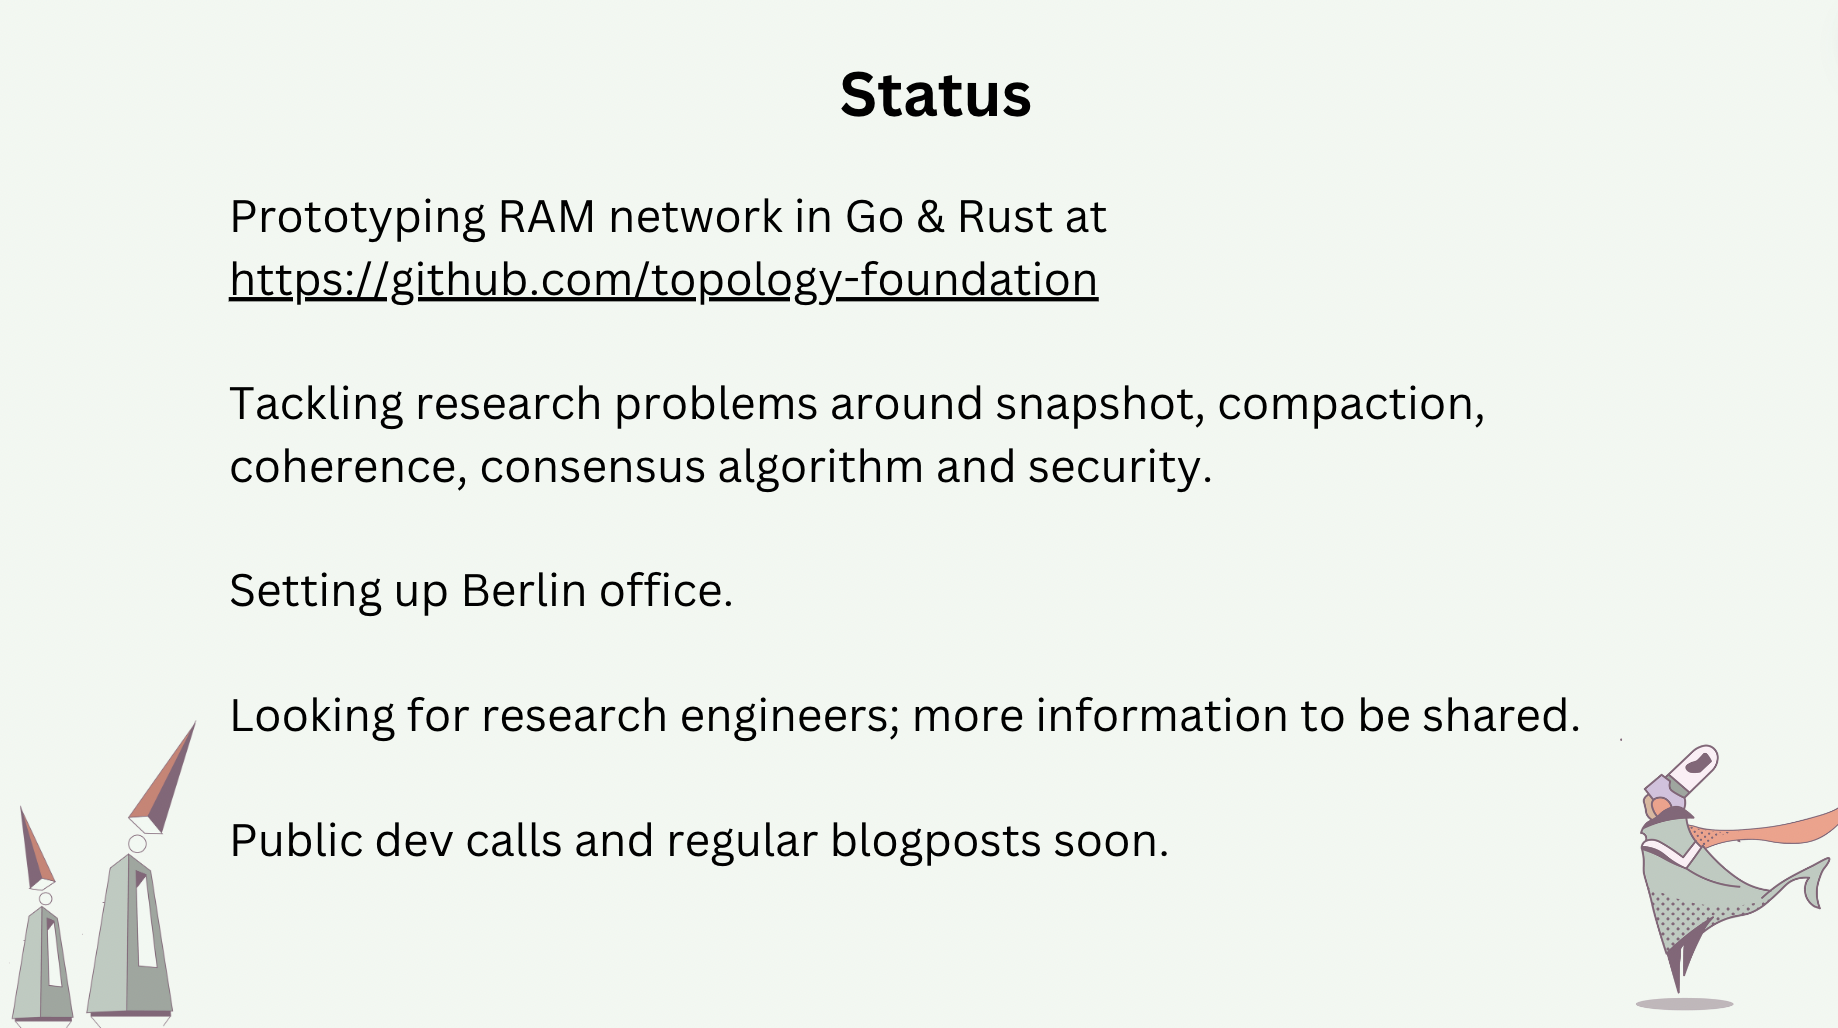 Status
Prototyping RAM network in Go & Rust at
https://github.com/topology-foundation
Tackling research problems around snapshot, compaction,
coherence, consensus algorithm and security.
Setting up Berlin office.
Looking for research engineers; more information to be shared.
Public dev calls and regular blogposts soon.